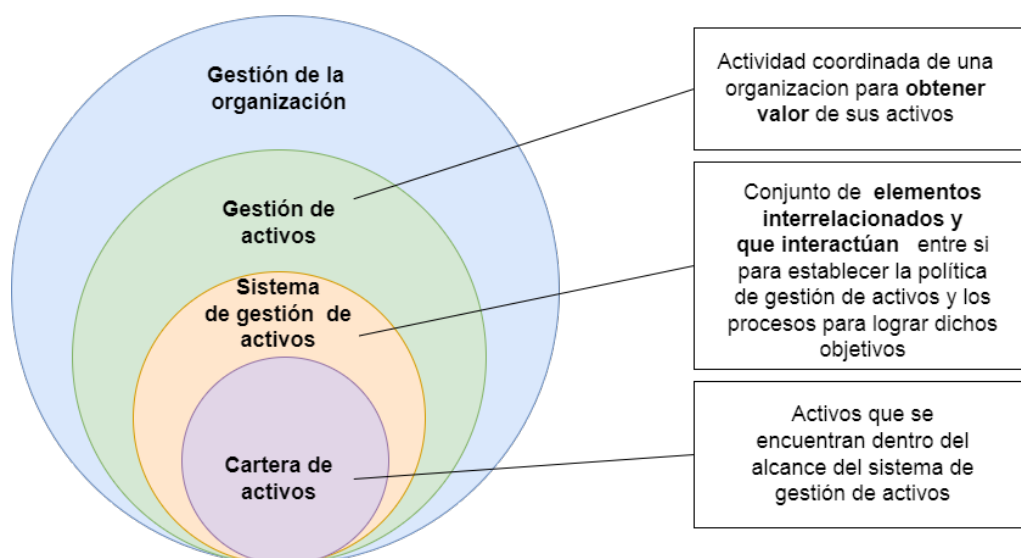 Gestión de la
organización
Gestión de
activos
Sistema
de gestión de
activos
Cartera de
activos
Actividad coordinada de una
organizacion para obtener
valor de sus activos
Conjunto de elementos
interrelacionados y
que interactúan entre si
para establecer la política
de gestión de activos y los
procesos para lograr dichos
objetivos
Activos que se
encuentran dentro del
alcance del sistema de
gestión de activos